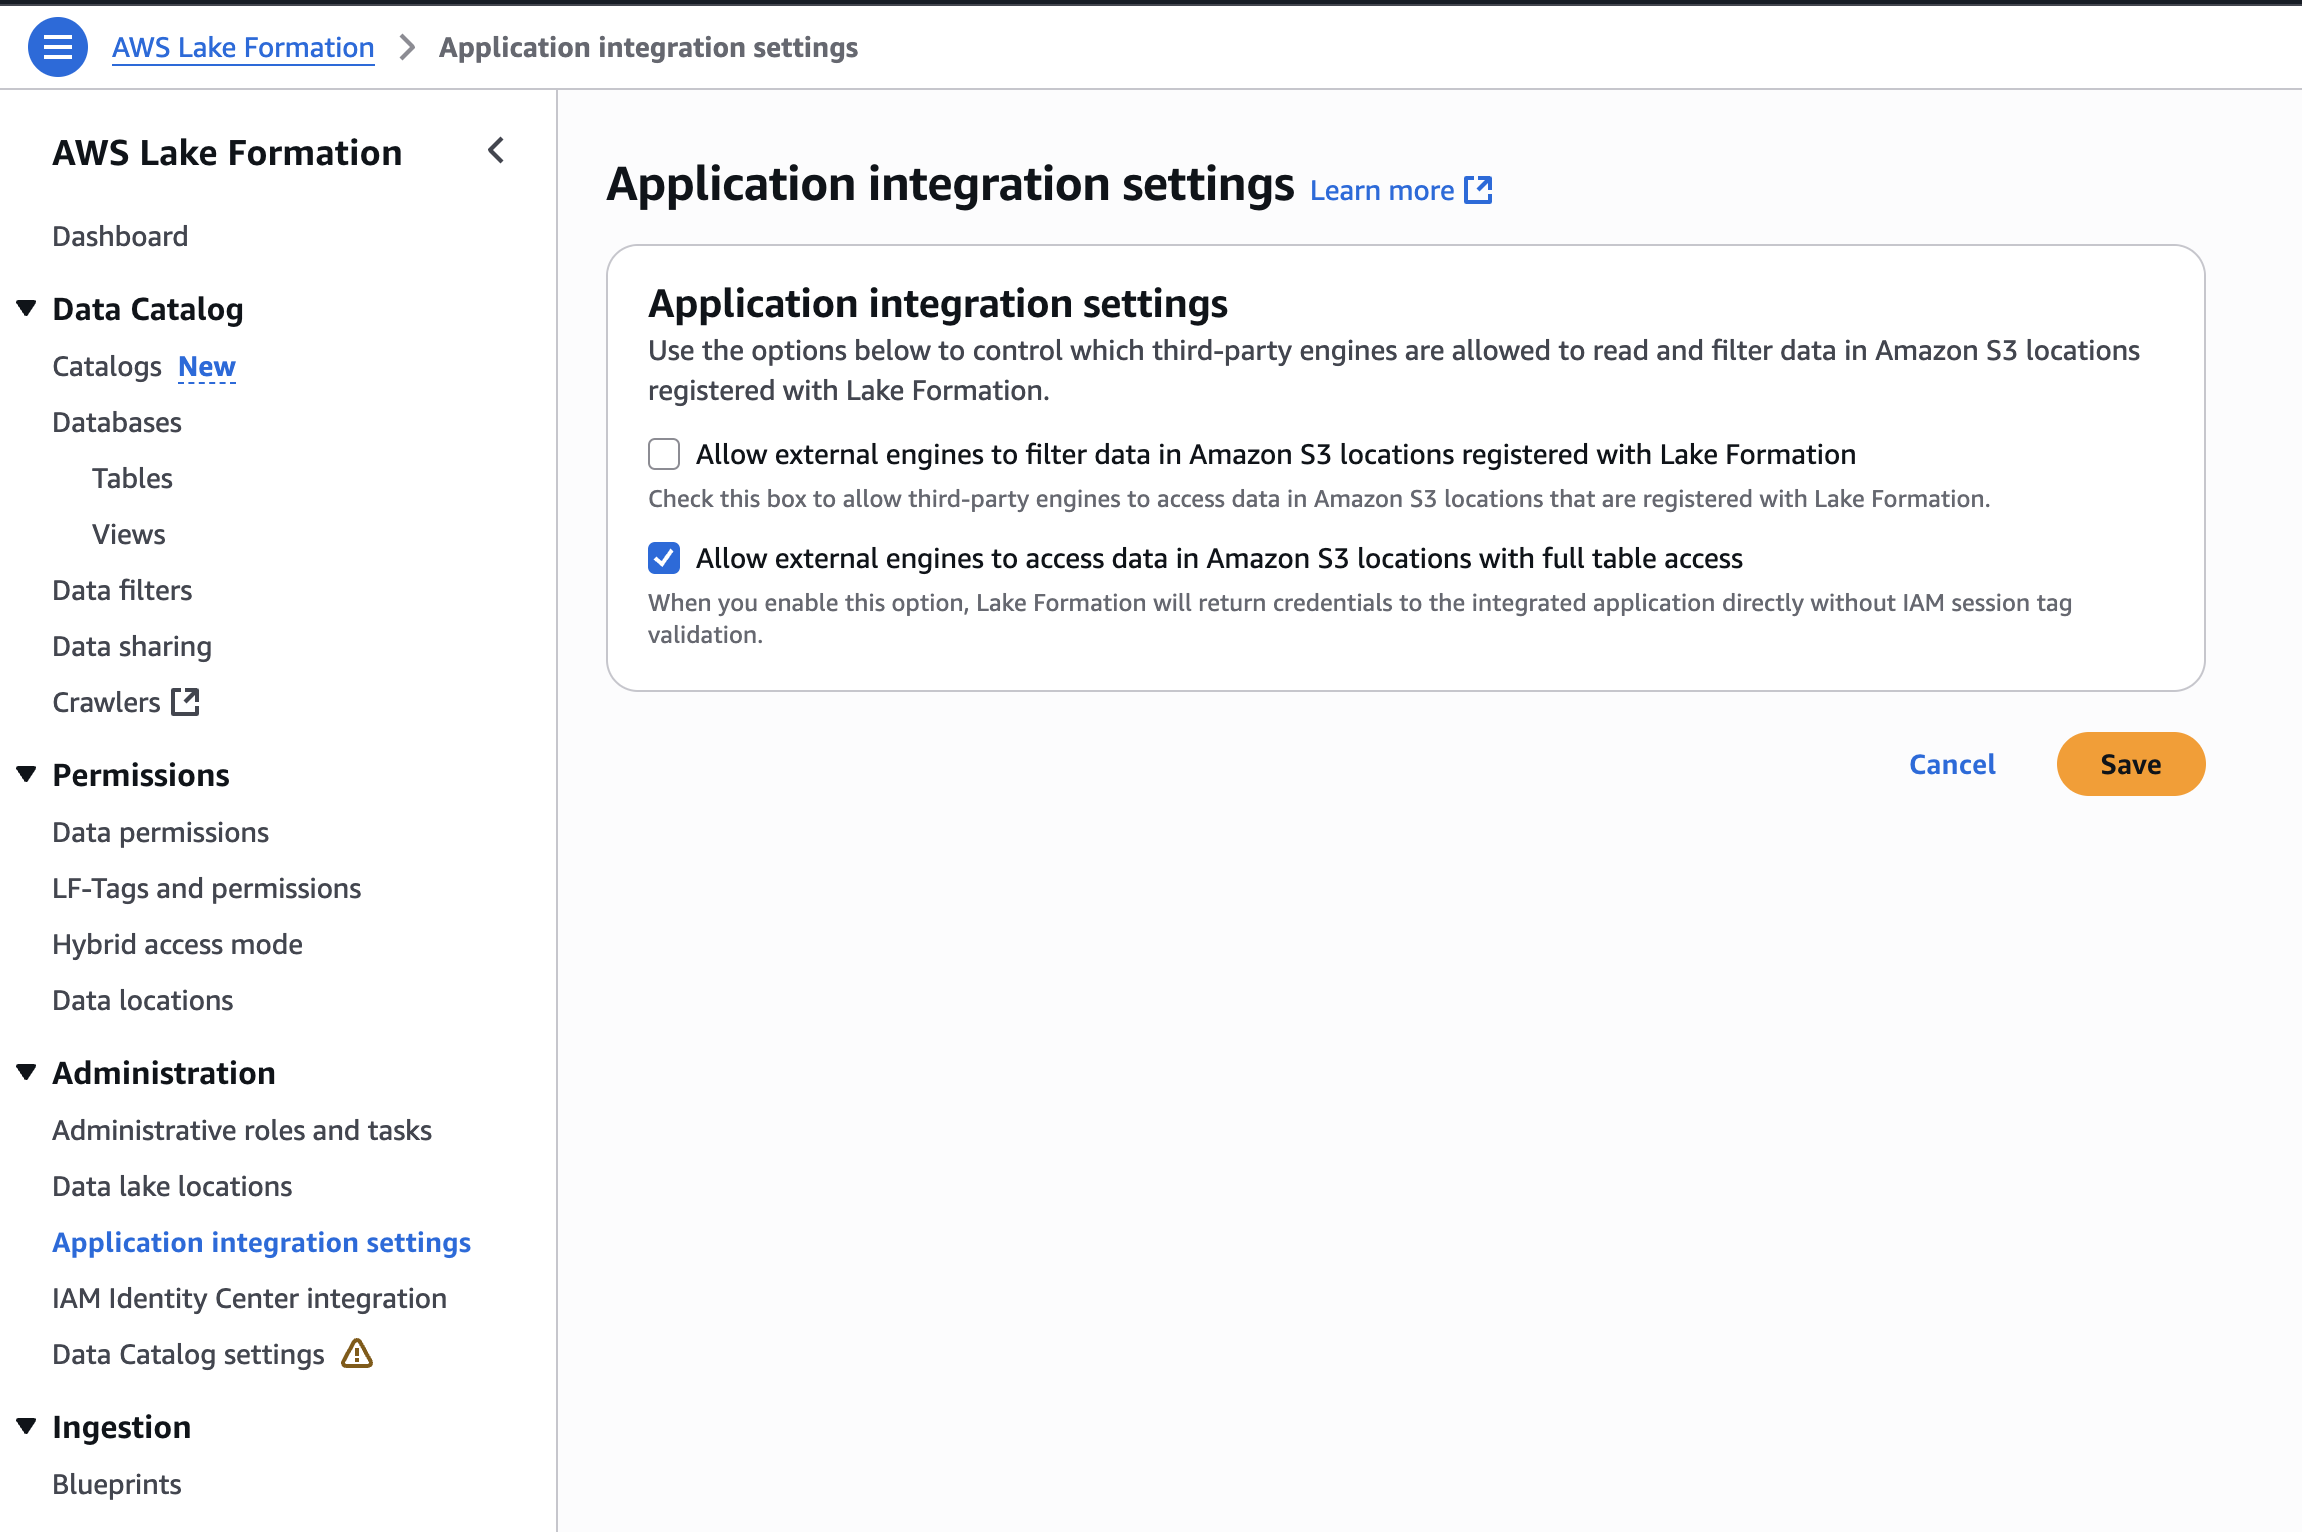 AWS Lake Formation > Application integration settings
AWS Lake Formation
Dashboard
Data Catalog
Catalogs New
Databases
Tables
Views
Data filters
Data sharing
Crawlers
Permissions
Data permissions
LF-Tags and permissions
Hybrid access mode
Data locations
Administration
Administrative roles and tasks
Data lake locations
Application integration settings
IAM Identity Center integration
Data Catalog settings
Ingestion
Blueprints
Application integration settings Learn more
Application integration settings
Use the options below to control which third-party engines are allowed to read and filter data in Amazon S3 locations
registered with Lake Formation.
Allow external engines to filter data in Amazon S3 locations registered with Lake Formation
Check this box to allow third-party engines to access data in Amazon S3 locations that are registered with Lake Formation.
Allow external engines to access data in Amazon S3 locations with full table access
When you enable this option, Lake Formation will return credentials to the integrated application directly without IAM session tag
validation.
Cancel Save